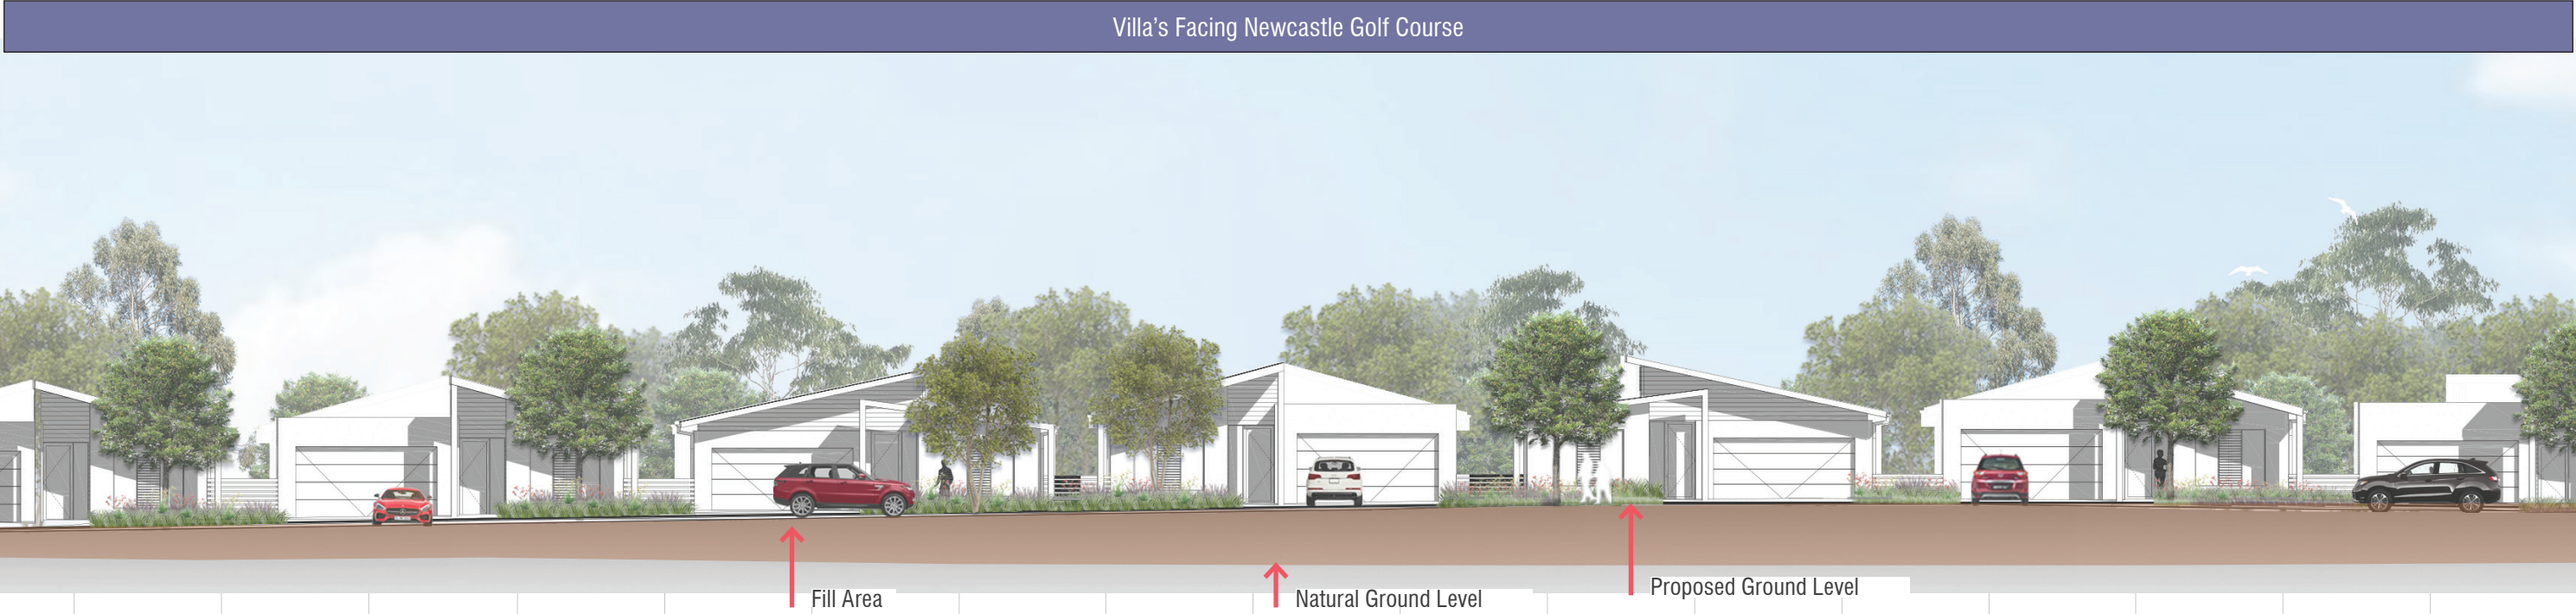 Villa’s Facing Newcastle Golf Course
Fill Area
Natural Ground Level
Proposed Ground Level